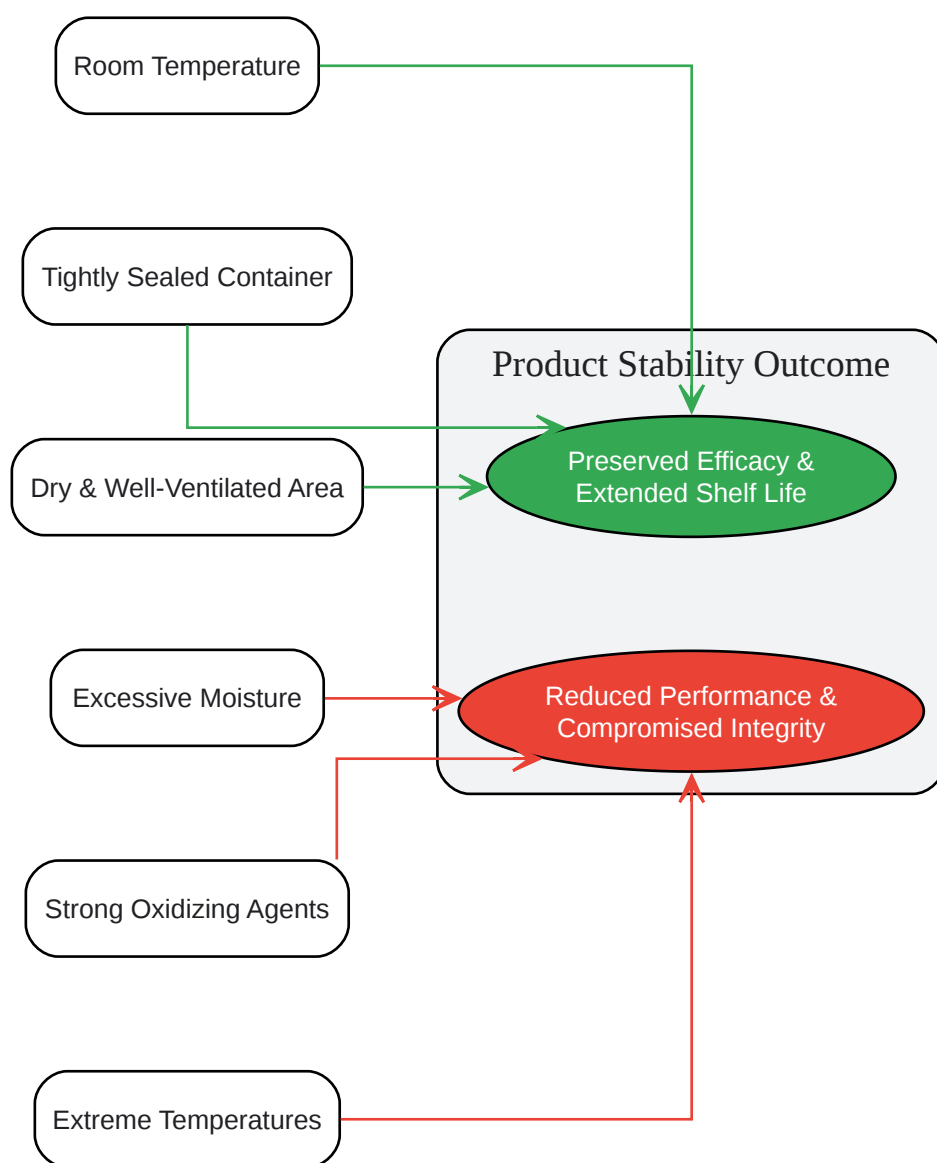 Room Temperature
Tightly Sealed Container
Product Stability Outcome
Preserved Efficacy &
Extended Shelf Life
Dry & Well-Ventilated Area
Excessive Moisture
Reduced Performance &
Compromised Integrity
Strong Oxidizing Agents
Extreme Temperatures